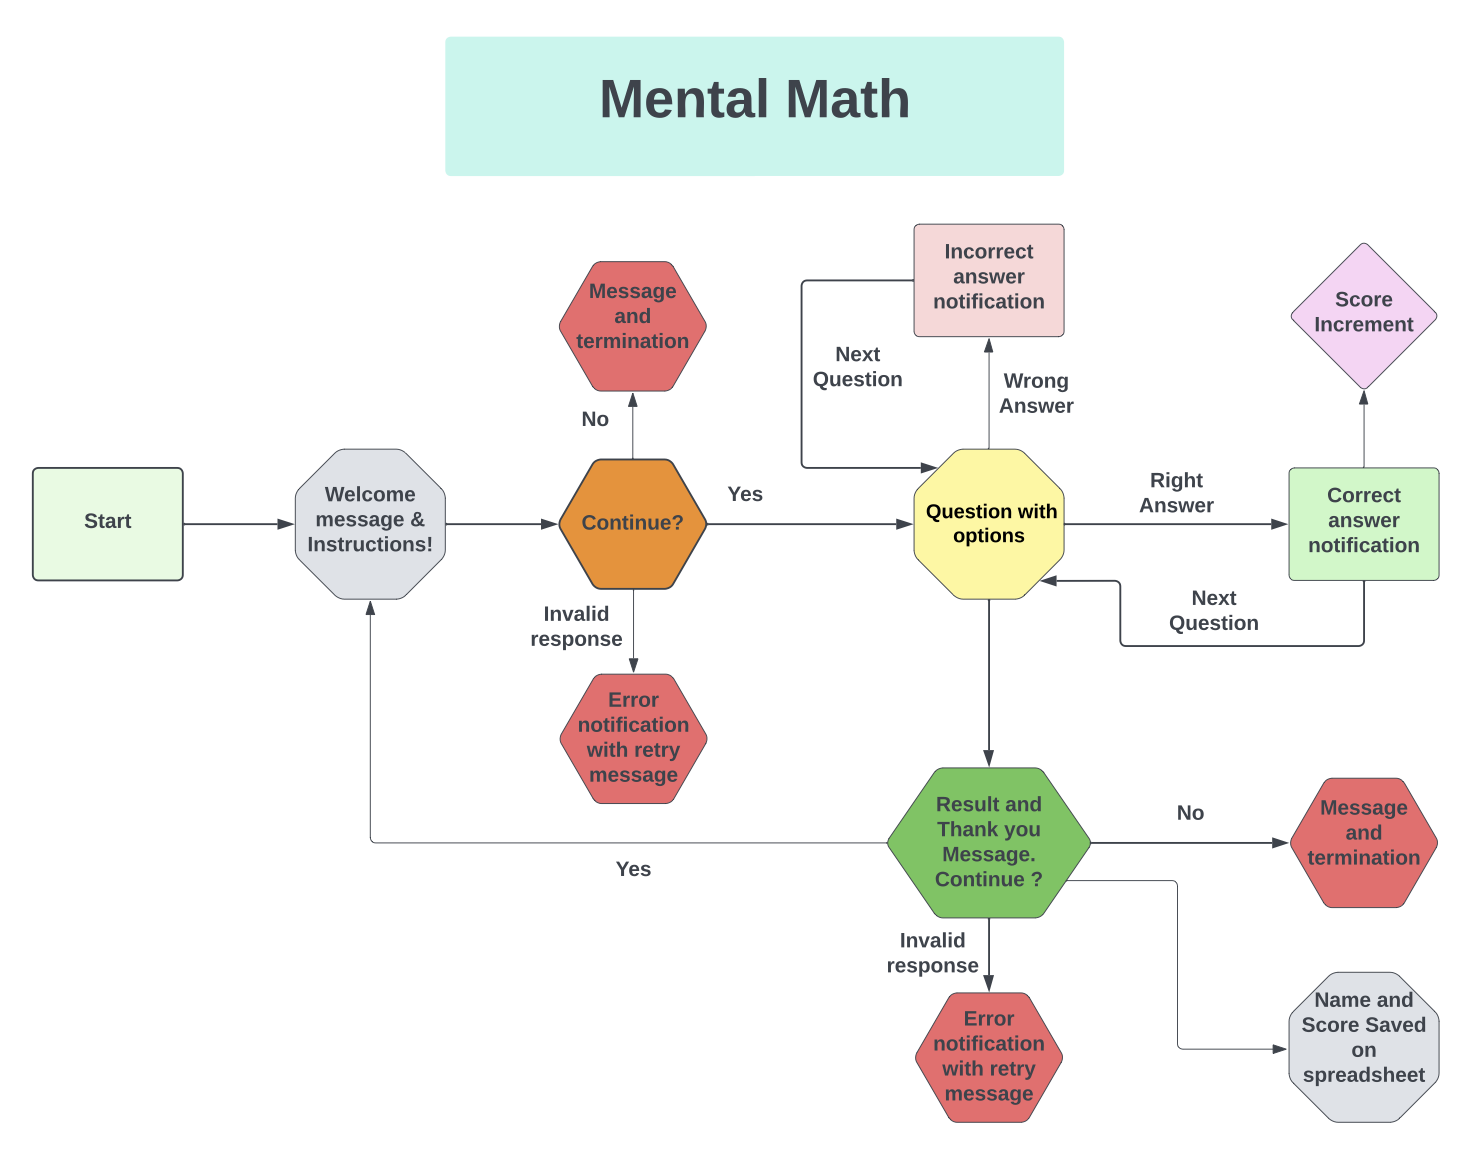 Mental Math
Incorrect
answer
notification
Score
Increment
Message
and
termination
Next
Question
Wrong
Answer
No
Start
Welcome
message &
Instructions!
Continue?
Yes
Question with
options
Right
Answer
Correct
answer
notification
Invalid
response
Next
Question
Error
notification
with retry
message
Result and
Thank you
Message.
Continue ?
No
Message
and
termination
Yes
Invalid
response
Name and
Score Saved
on
spreadsheet
Error
notification
with retry
message